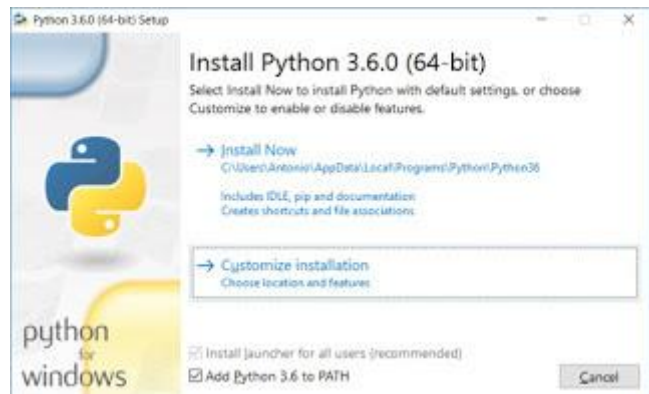 Python 3.6.0 (64-bit) Setup
Install Python 3.6.0 (64-bit)
Select Install Now to install Python with default settings, or choose
Customize to enable or disable features.
Install Now
C:\Users\Antonio\AppData\Local\Programs\Python\Python36
Includes IDLE, pip and documentation
Creates shortcuts and file associations
Customize installation
Choose location and features
Install launcher for all users (recommended)
Add Python 3.6 to PATH
Cancel
python
for
windows